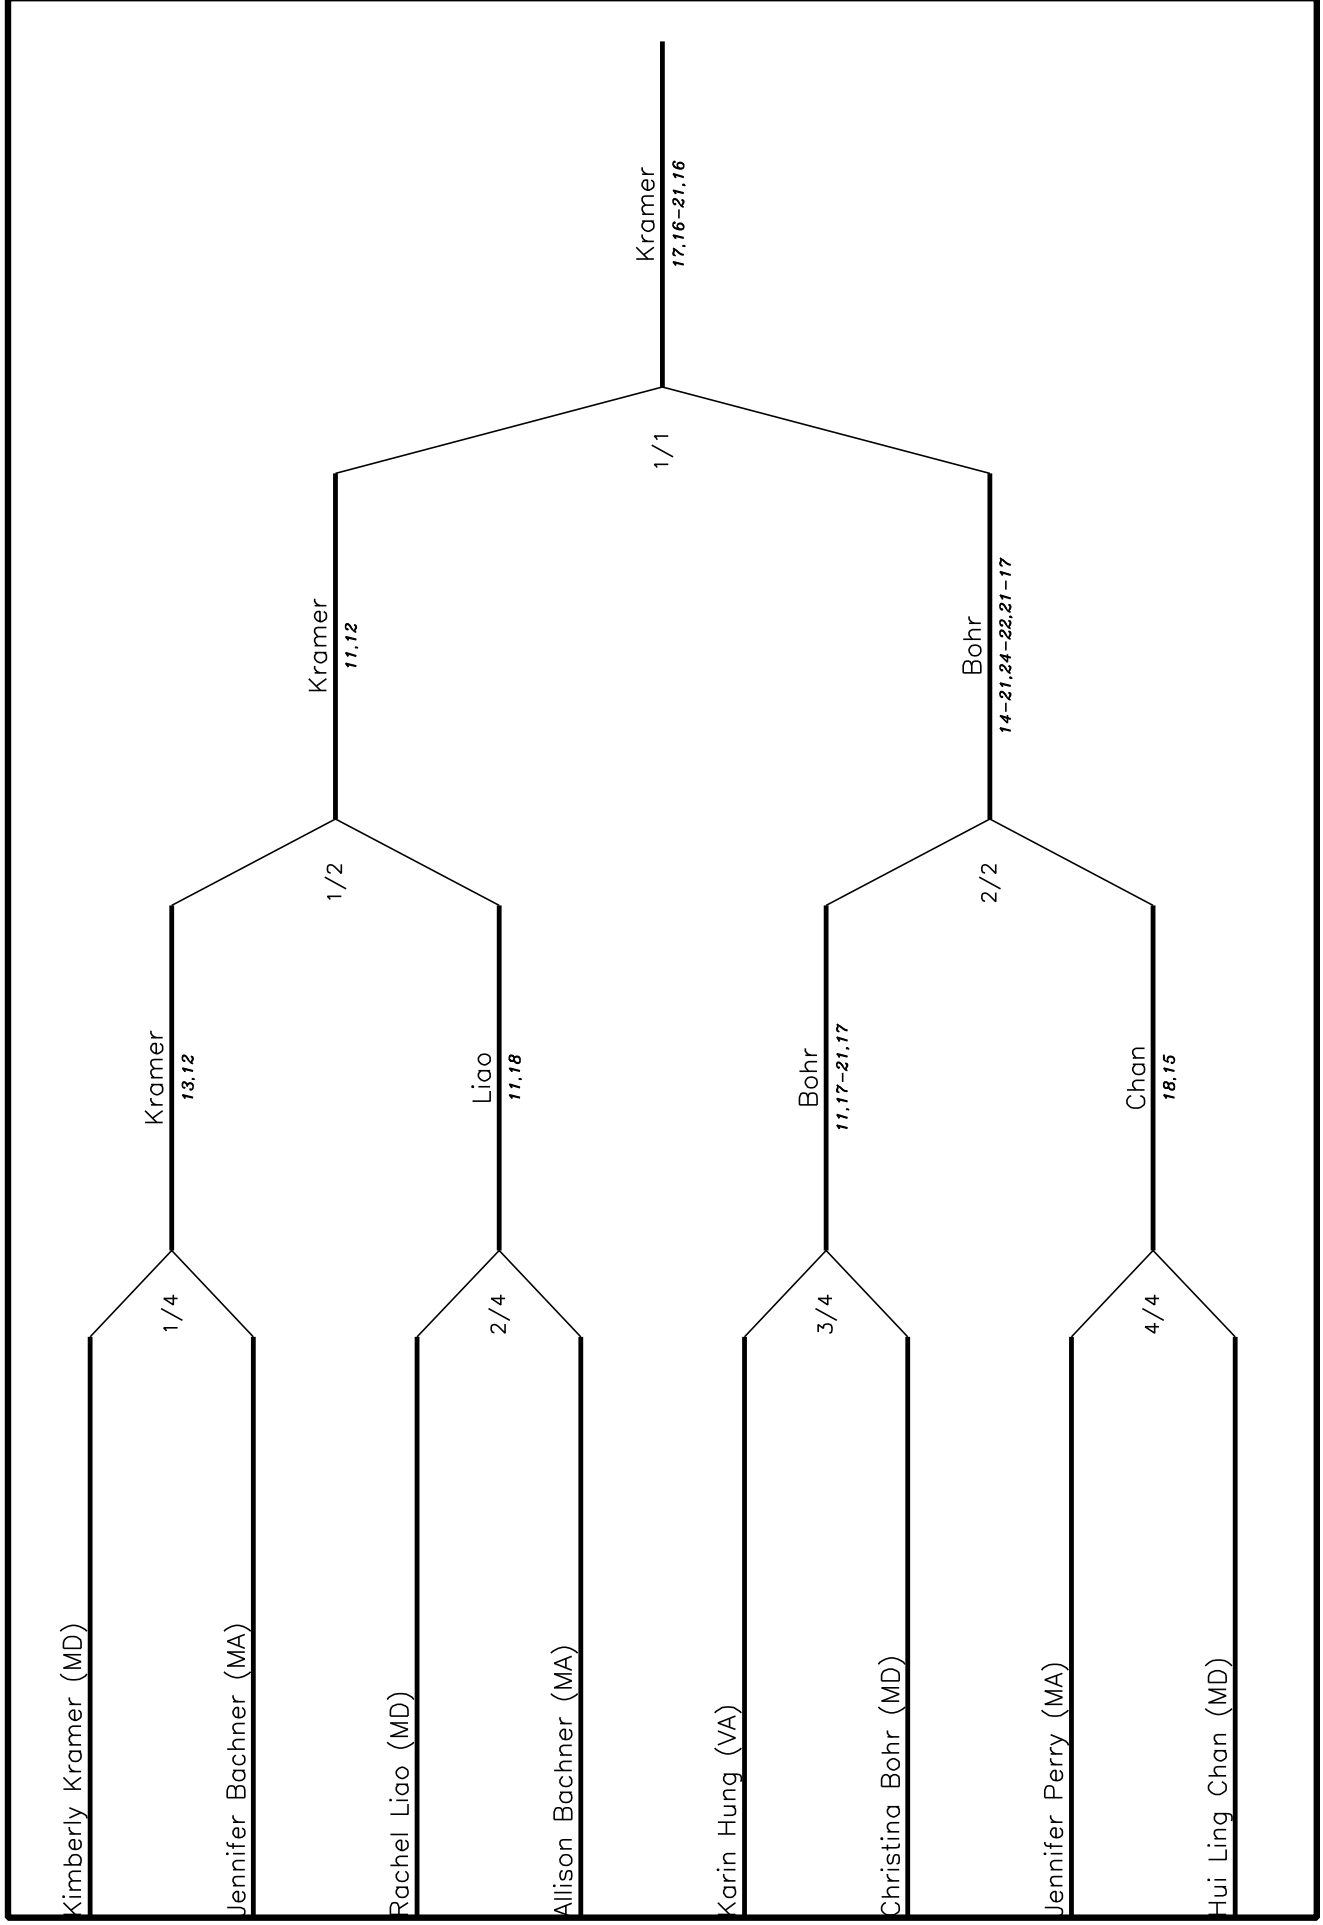 Kimberly Kramer (MD)
Jennifer Bachner (MA)
Rachel Liao (MD)
Allison Bachner (MA)
Karin Hung (VA)
Christina Bohr (MD)
Jennifer Perry (MA)
Hui Ling Chan (MD)
1/4
2/4
3/4
4/4
Kramer
13,12
Liao
11,18
Bohr
11,17-21,17
Chan
18,15
1/2
2/2
Kramer
11,12
Bohr
14-21,24-22,21-17
1/1
Kramer
17,16-21,16